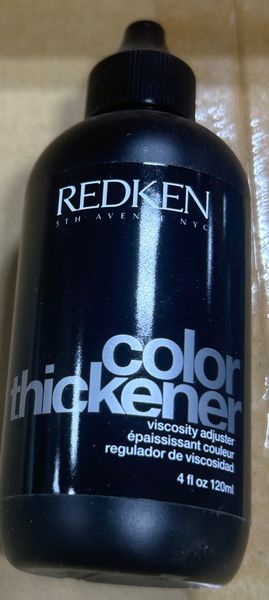 REDKEN
5TH AVENUE NYC
color
thickener
viscosity adjuster
épaississant couleur
regulador de viscosidad
4 fl oz 120ml